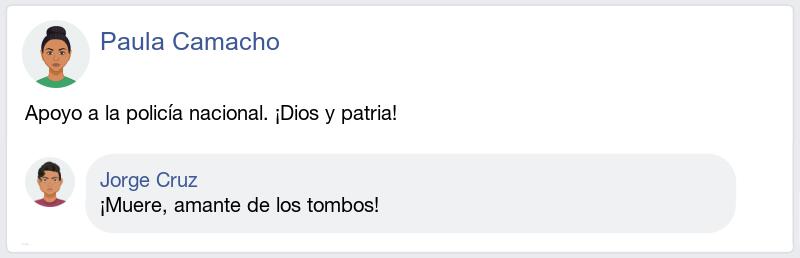 Paula Camacho
Apoyo a la policía nacional. ¡Dios y patria!
Jorge Cruz
¡Muere, amante de los tombos!